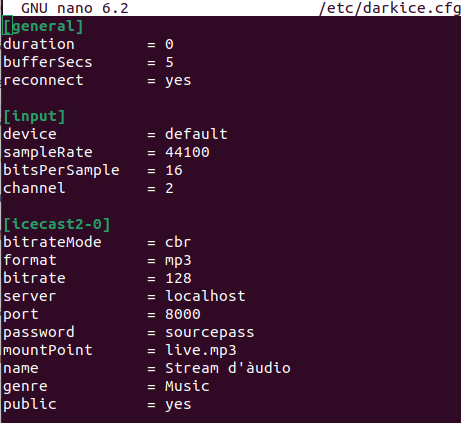 GNU nano 6.2 /etc/darkice.cfg
[general]
duration = 0
bufferSecs = 5
reconnect = yes
[input]
device = default
sampleRate = 44100
bitsPerSample = 16
channel = 2
[icecast2-0]
bitrateMode = cbr
format = mp3
bitrate = 128
server = localhost
port = 8000
password = sourcepass
mountPoint = live.mp3
name = Stream d'àudio
genre = Music
public = yes